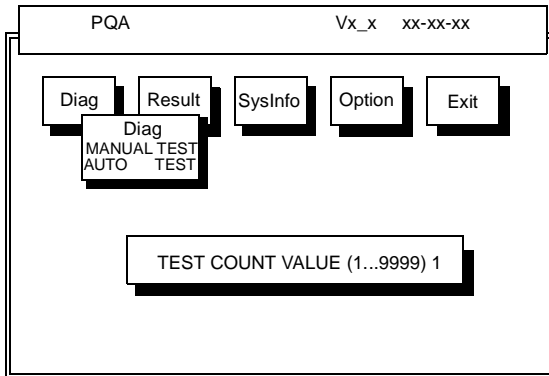 PQA Vx_x xx-xx-xx
Diag Result SysInfo Option Exit
Diag
MANUAL TEST
AUTO TEST
TEST COUNT VALUE (1...9999) 1